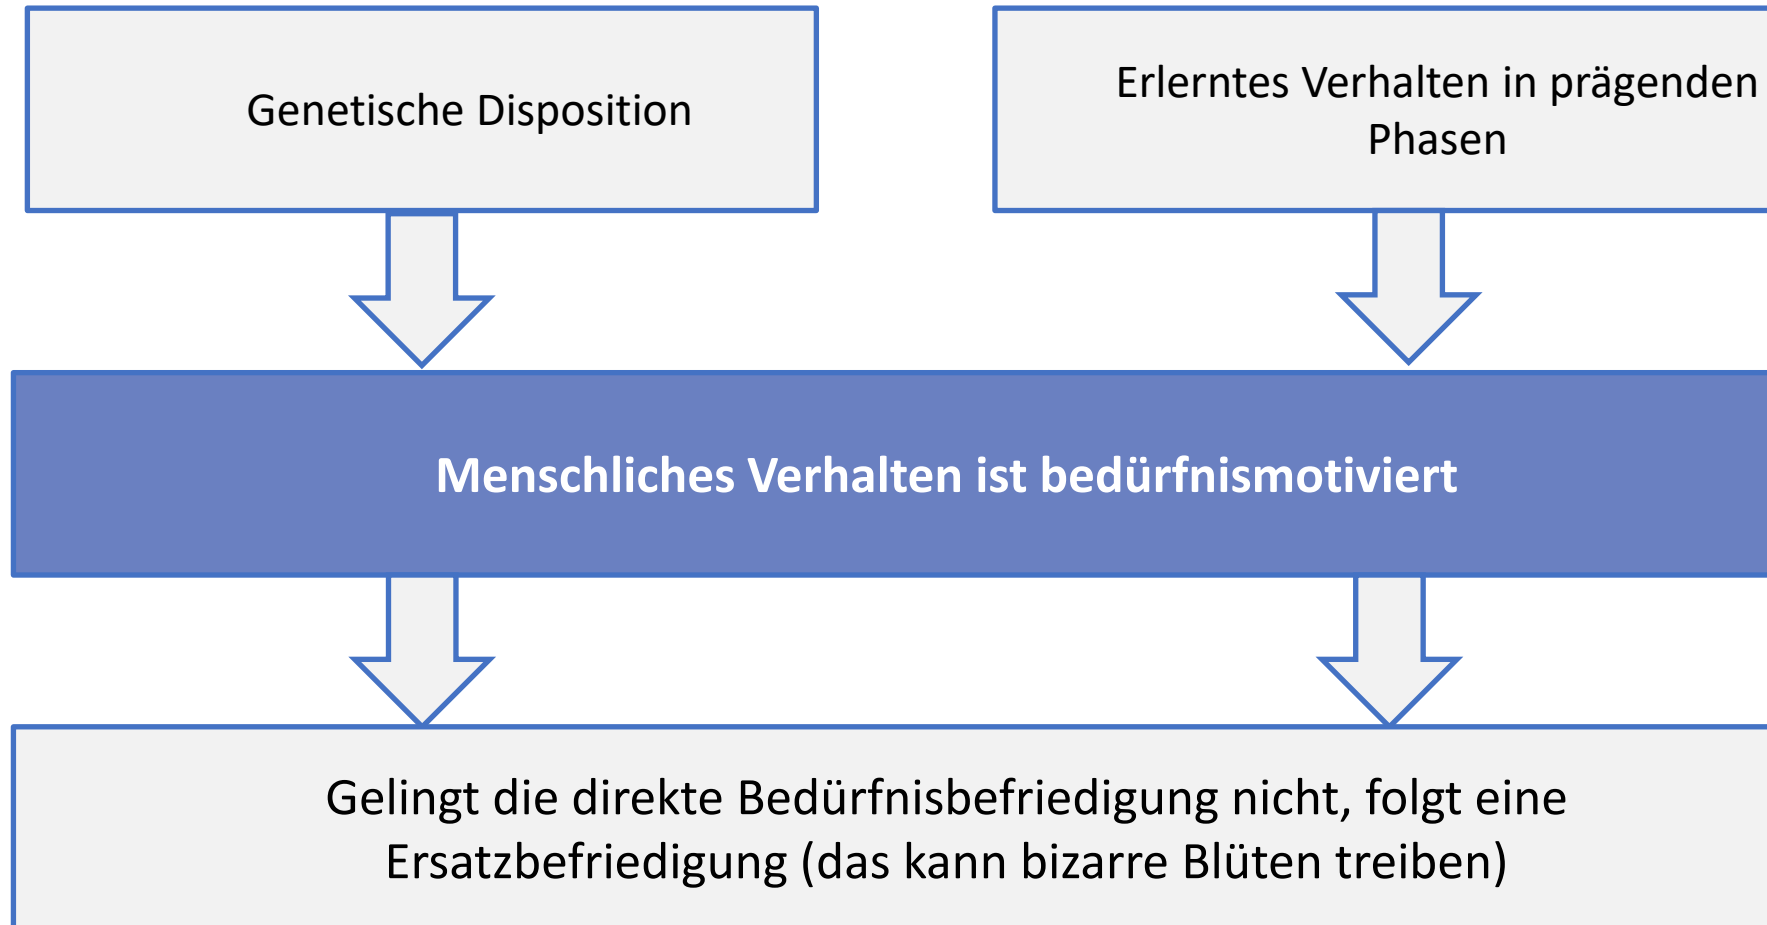 Genetische Disposition
Erlerntes Verhalten in prägenden
Phasen
Menschliches Verhalten ist bedürfnismotiviert
Gelingt die direkte Bedürfnisbefriedigung nicht, folgt eine
Ersatzbefriedigung (das kann bizarre Blüten treiben)